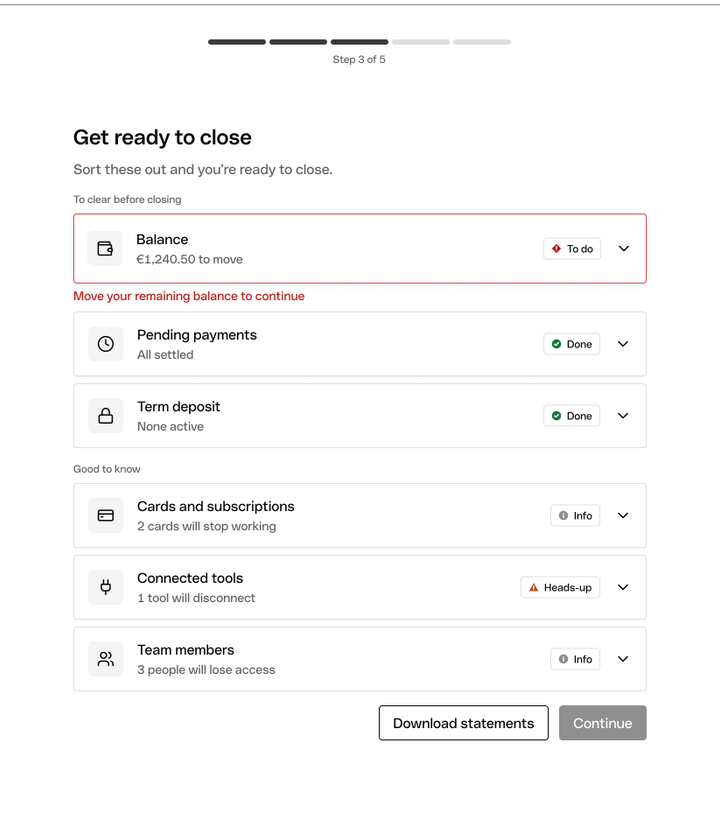 Step 3 of 5
Get ready to close
Sort these out and you're ready to close.
To clear before closing
Balance
€1,240.50 to move
To do
Move your remaining balance to continue
Pending payments
All settled
Done
Term deposit
None active
Done
Good to know
Cards and subscriptions
2 cards will stop working
Info
Connected tools
1 tool will disconnect
Heads-up
Team members
3 people will lose access
Info
Download statements
Continue